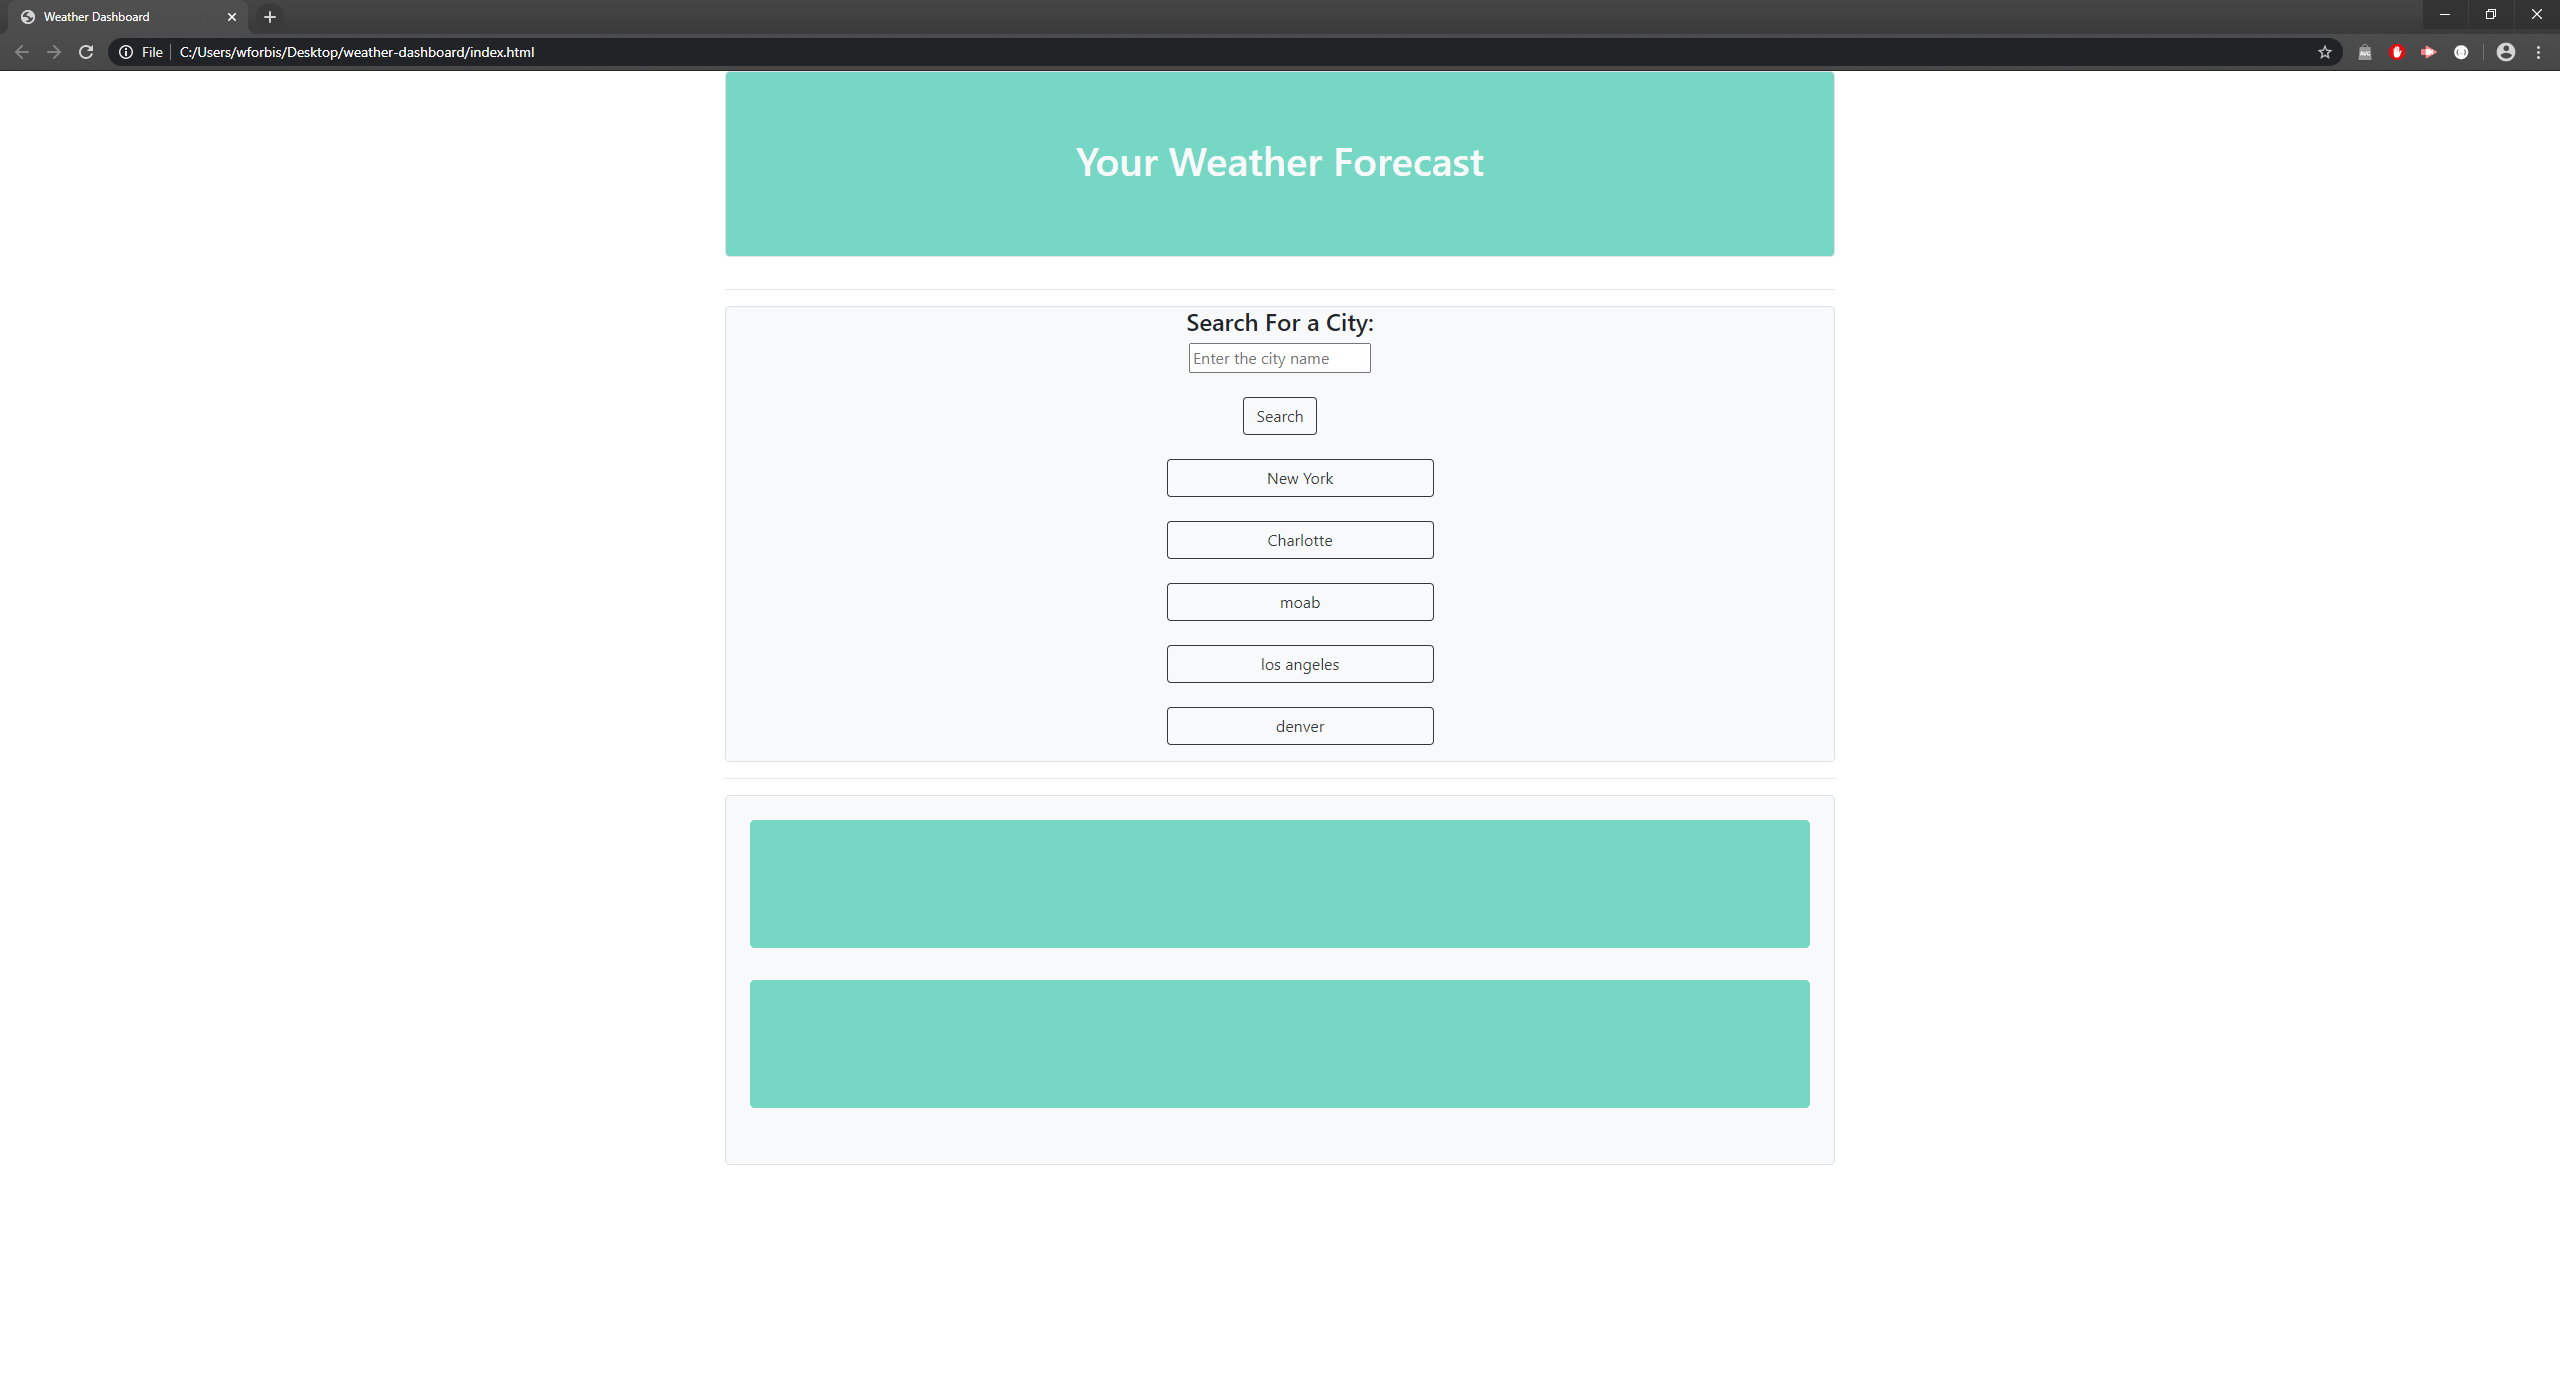 Weather Dashboard
File C:/Users/wforbis/Desktop/weather-dashboard/index.html
Your Weather Forecast
Search For a City:
Enter the city name
Search
New York
Charlotte
moab
los angeles
denver